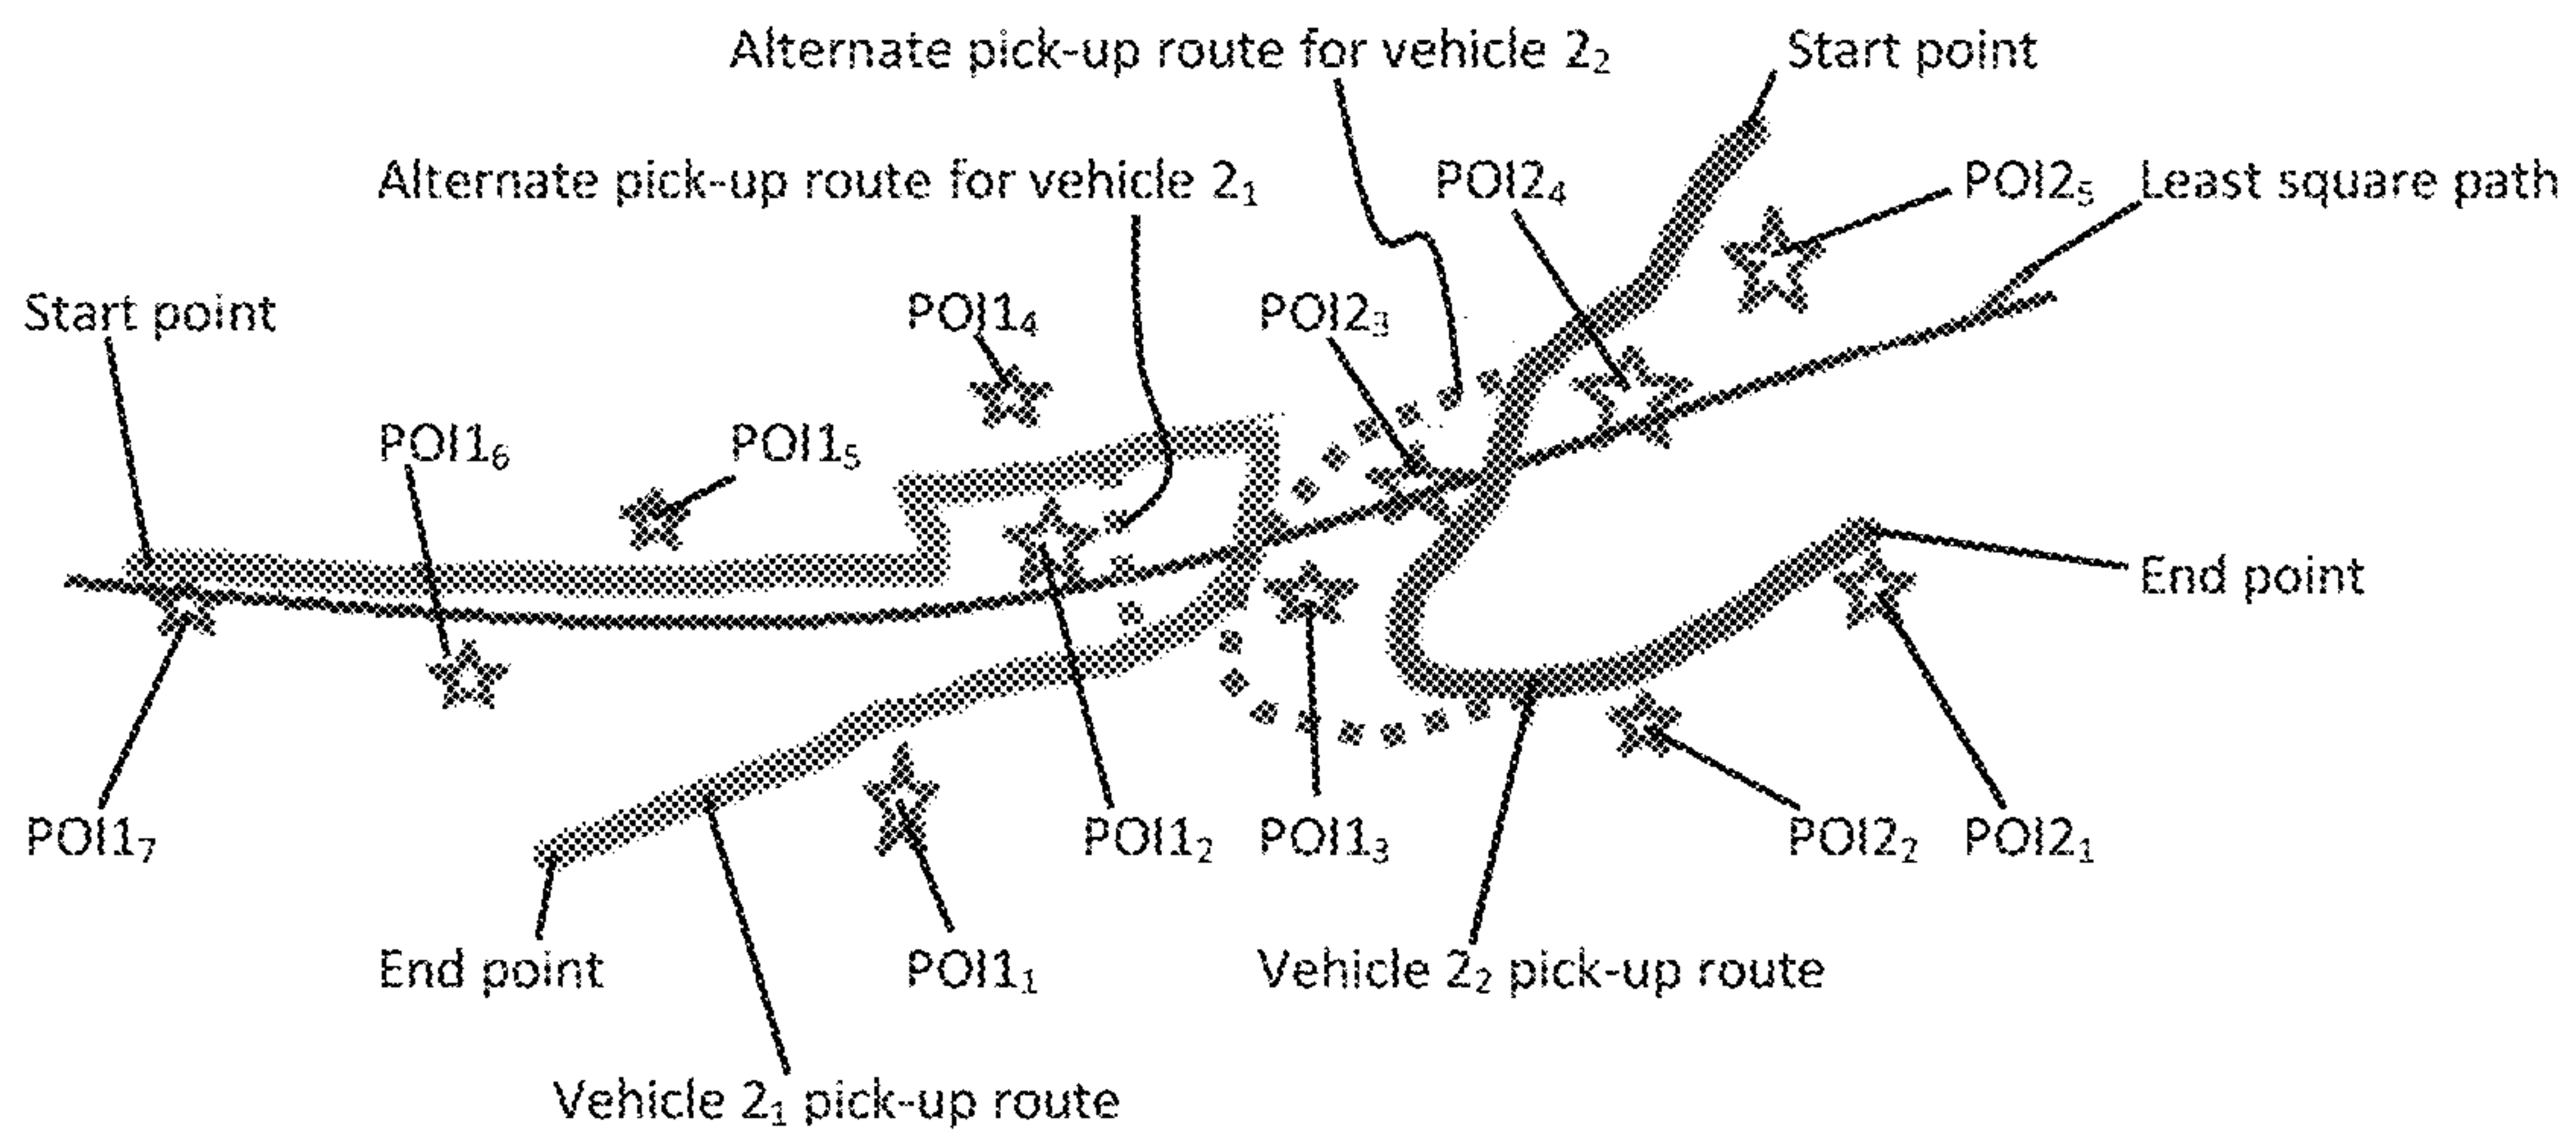 Alternate pick-up route for vehicle 2₂
Start point
Alternate pick-up route for vehicle 2₁
POI2₄
POI2₅
Least square path
Start point
POI1₄
POI2₃
POI1₆
POI1₅
End point
POI1₇
POI1₂
POI1₃
POI2₂
POI2₁
End point
POI1₁
Vehicle 2₂ pick-up route
Vehicle 2₁ pick-up route